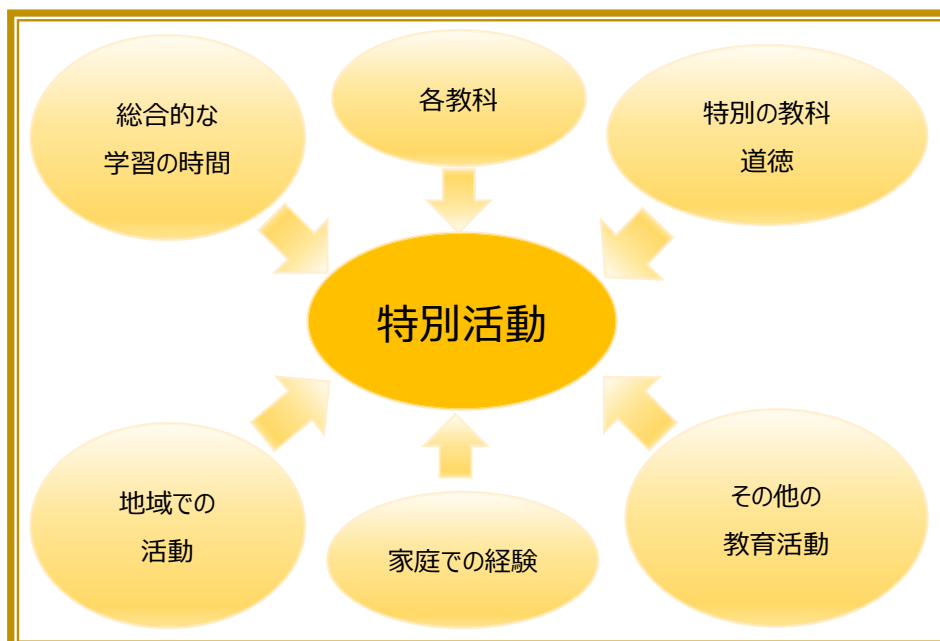 総合的な
学習の時間
各教科
特別の教科
道徳
特別活動
地域での
活動
家庭での経験
その他の
教育活動